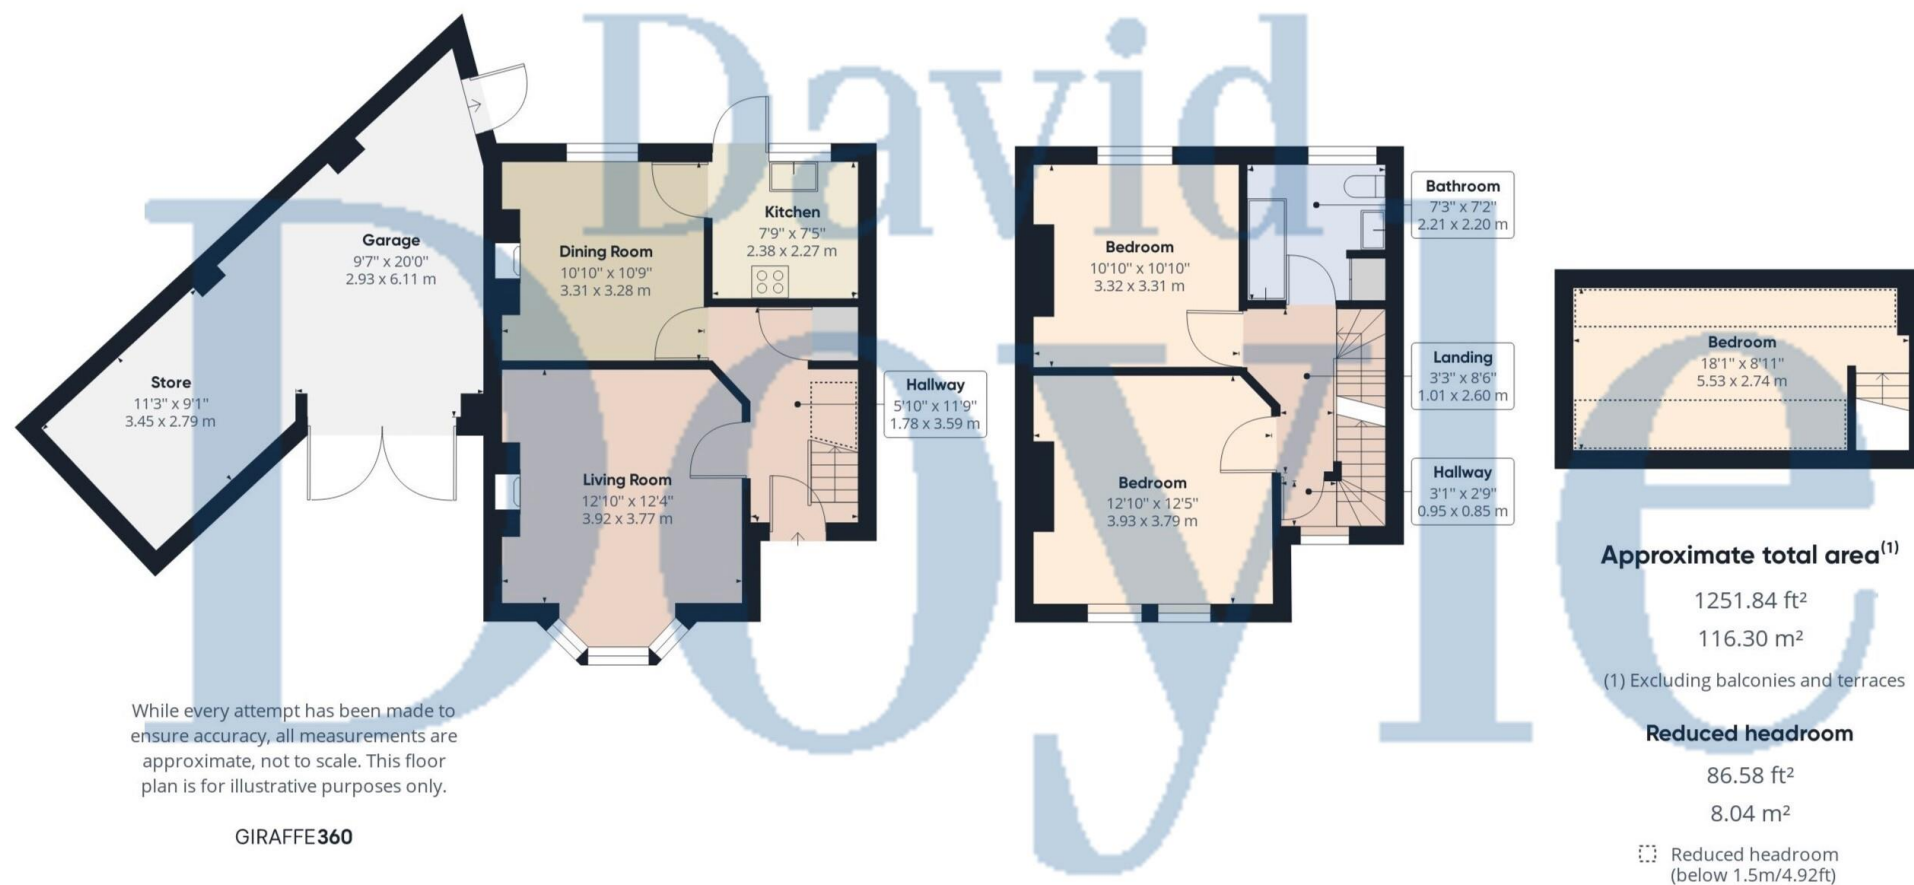 David
Doyle
Garage
9'7" x 20'0"
2.93 x 6.11 m
Store
11'3" x 9'1"
3.45 x 2.79 m
Dining Room
10'10" x 10'9"
3.31 x 3.28 m
Kitchen
7'9" x 7'5"
2.38 x 2.27 m
Living Room
12'10" x 12'4"
3.92 x 3.77 m
Hallway
5'10" x 11'9"
1.78 x 3.59 m
Bedroom
10'10" x 10'10"
3.32 x 3.31 m
Bathroom
7'3" x 7'2"
2.21 x 2.20 m
Landing
3'3" x 8'6"
1.01 x 2.60 m
Bedroom
12'10" x 12'5"
3.93 x 3.79 m
Hallway
3'1" x 2'9"
0.95 x 0.85 m
Bedroom
18'1" x 8'11"
5.53 x 2.74 m
Approximate total area(1)
1251.84 ft²
116.30 m²
(1) Excluding balconies and terraces
Reduced headroom
86.58 ft²
8.04 m²
Reduced headroom
(below 1.5m/4.92ft)
While every attempt has been made to
ensure accuracy, all measurements are
approximate, not to scale. This floor
plan is for illustrative purposes only.
GIRAFFE360